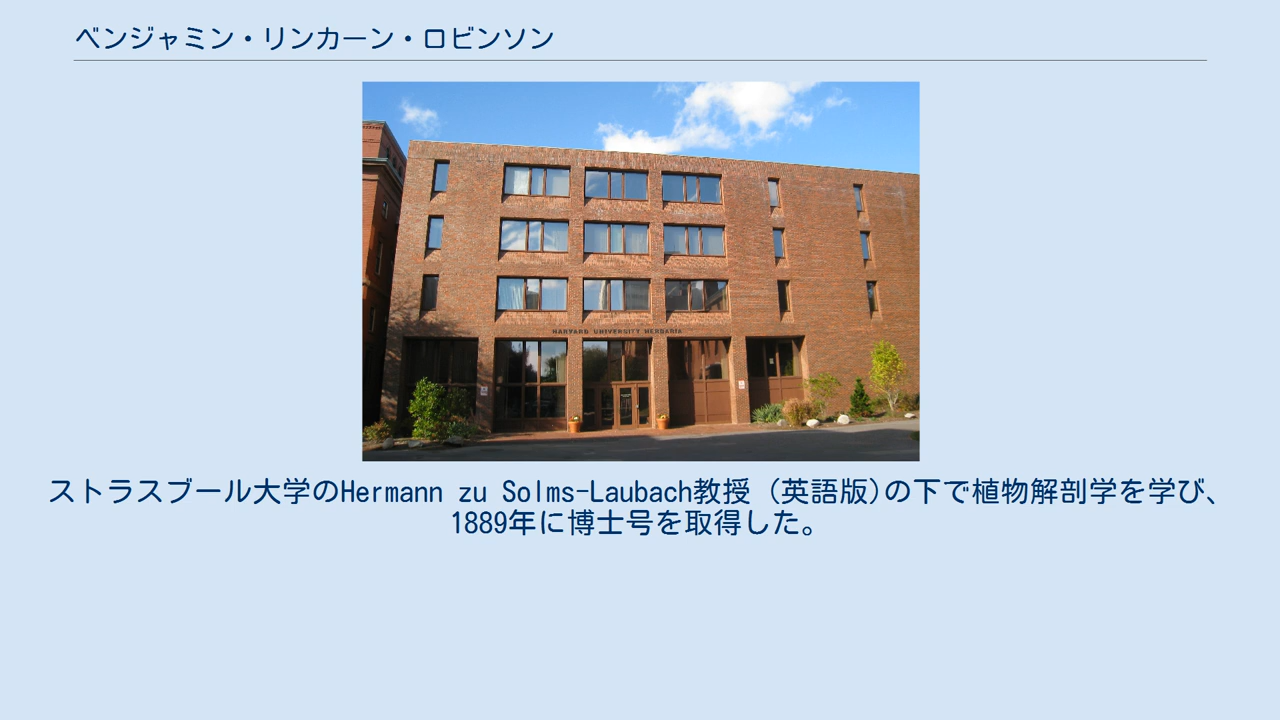 ベンジャミン・リンカーン・ロビンソン
HARVARD UNIVERSITY HERBARIA
ストラスブール大学のHermann zu Solms-Laubach教授 (英語版)の下で植物解剖学を学び、
1889年に博士号を取得した。